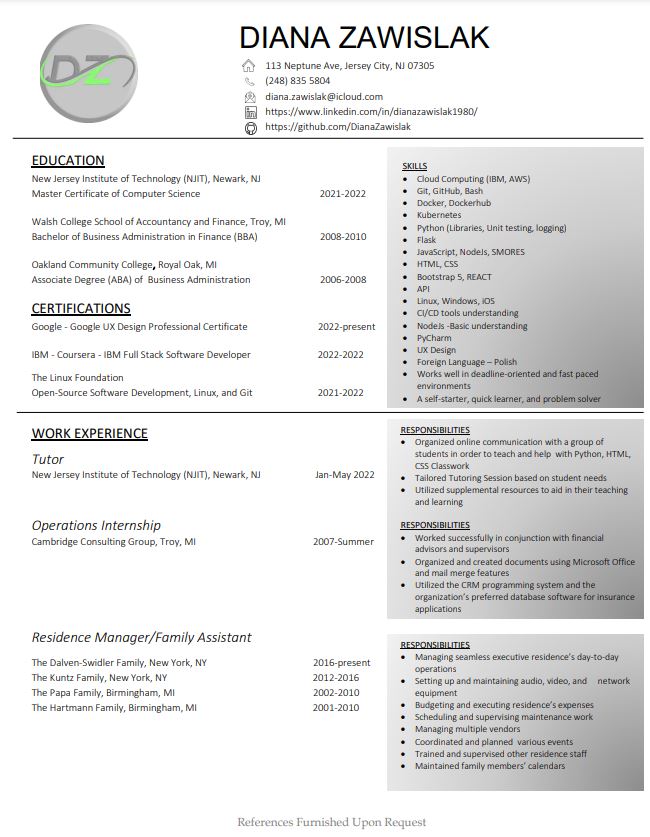 DZ
DIANA ZAWISLAK
113 Neptune Ave, Jersey City, NJ 07305
(248) 835 5804
diana.zawislak@icloud.com
https://www.linkedin.com/in/dianazawislak1980/
https://github.com/DianaZawislak
EDUCATION
New Jersey Institute of Technology (NJIT), Newark, NJ
Master Certificate of Computer Science 2021-2022
Walsh College School of Accountancy and Finance, Troy, MI
Bachelor of Business Administration in Finance (BBA) 2008-2010
Oakland Community College, Royal Oak, MI
Associate Degree (ABA) of Business Administration 2006-2008
CERTIFICATIONS
Google - Google UX Design Professional Certificate 2022-present
IBM - Coursera - IBM Full Stack Software Developer 2022-2022
The Linux Foundation
Open-Source Software Development, Linux, and Git 2021-2022
SKILLS
• Cloud Computing (IBM, AWS)
• Git, GitHub, Bash
• Docker, Dockerhub
• Kubernetes
• Python (Libraries, Unit testing, logging)
• Flask
• JavaScript, NodeJs, SMORES
• HTML, CSS
• Bootstrap 5, REACT
• API
• Linux, Windows, iOS
• CI/CD tools understanding
• NodeJs -Basic understanding
• PyCharm
• UX Design
• Foreign Language – Polish
• Works well in deadline-oriented and fast paced
environments
• A self-starter, quick learner, and problem solver
WORK EXPERIENCE
Tutor
New Jersey Institute of Technology (NJIT), Newark, NJ Jan-May 2022
RESPONSIBILITIES
• Organized online communication with a group of
students in order to teach and help with Python, HTML,
CSS Classwork
• Tailored Tutoring Session based on student needs
• Utilized supplemental resources to aid in their teaching
and learning
Operations Internship
Cambridge Consulting Group, Troy, MI 2007-Summer
RESPONSIBILITIES
• Worked successfully in conjunction with financial
advisors and supervisors
• Organized and created documents using Microsoft Office
and mail merge features
• Utilized the CRM programming system and the
organization's preferred database software for insurance
applications
Residence Manager/Family Assistant
The Dalven-Swidler Family, New York, NY 2016-present
The Kuntz Family, New York, NY 2012-2016
The Papa Family, Birmingham, MI 2002-2010
The Hartmann Family, Birmingham, MI 2001-2010
RESPONSIBILITIES
• Managing seamless executive residence's day-to-day
operations
• Setting up and maintaining audio, video, and network
equipment
• Budgeting and executing residence's expenses
• Scheduling and supervising maintenance work
• Managing multiple vendors
• Coordinated and planned various events
• Trained and supervised other residence staff
• Maintained family members' calendars
References Furnished Upon Request